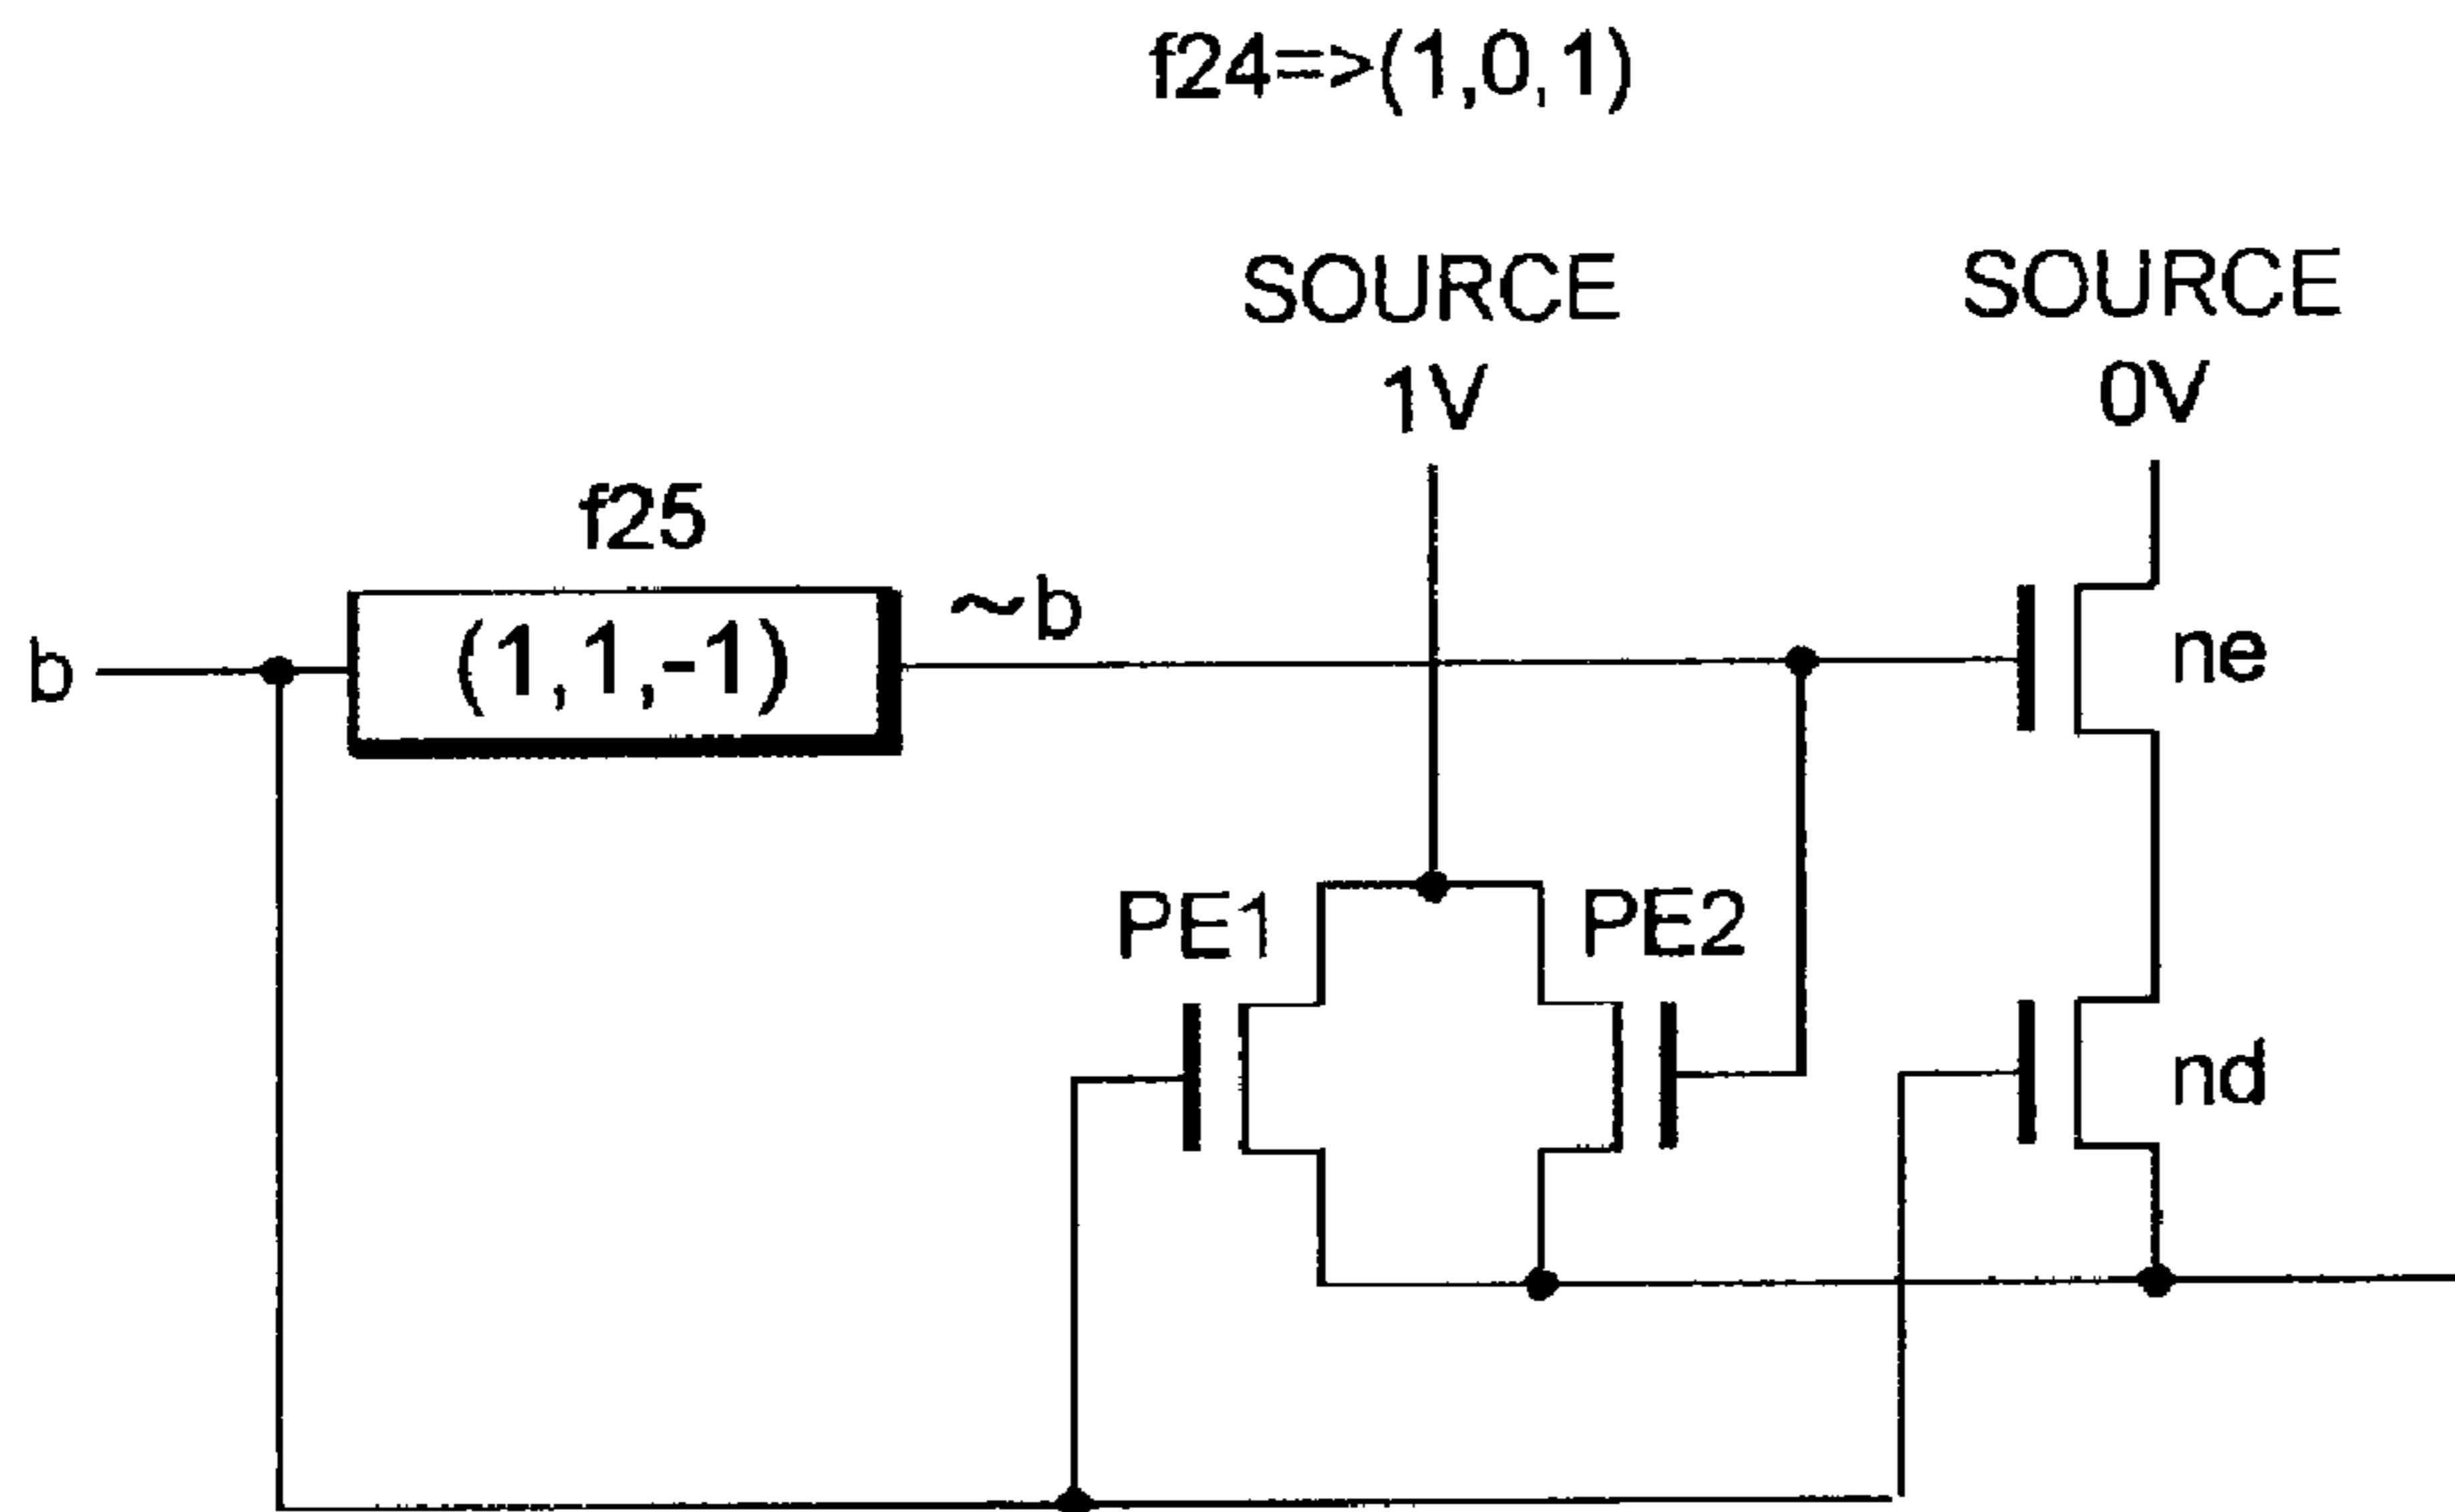 f24=>(1,0,1)
SOURCE
1V
SOURCE
0V
f25
b
(1,1,-1)
~b
ne
PE1
PE2
nd